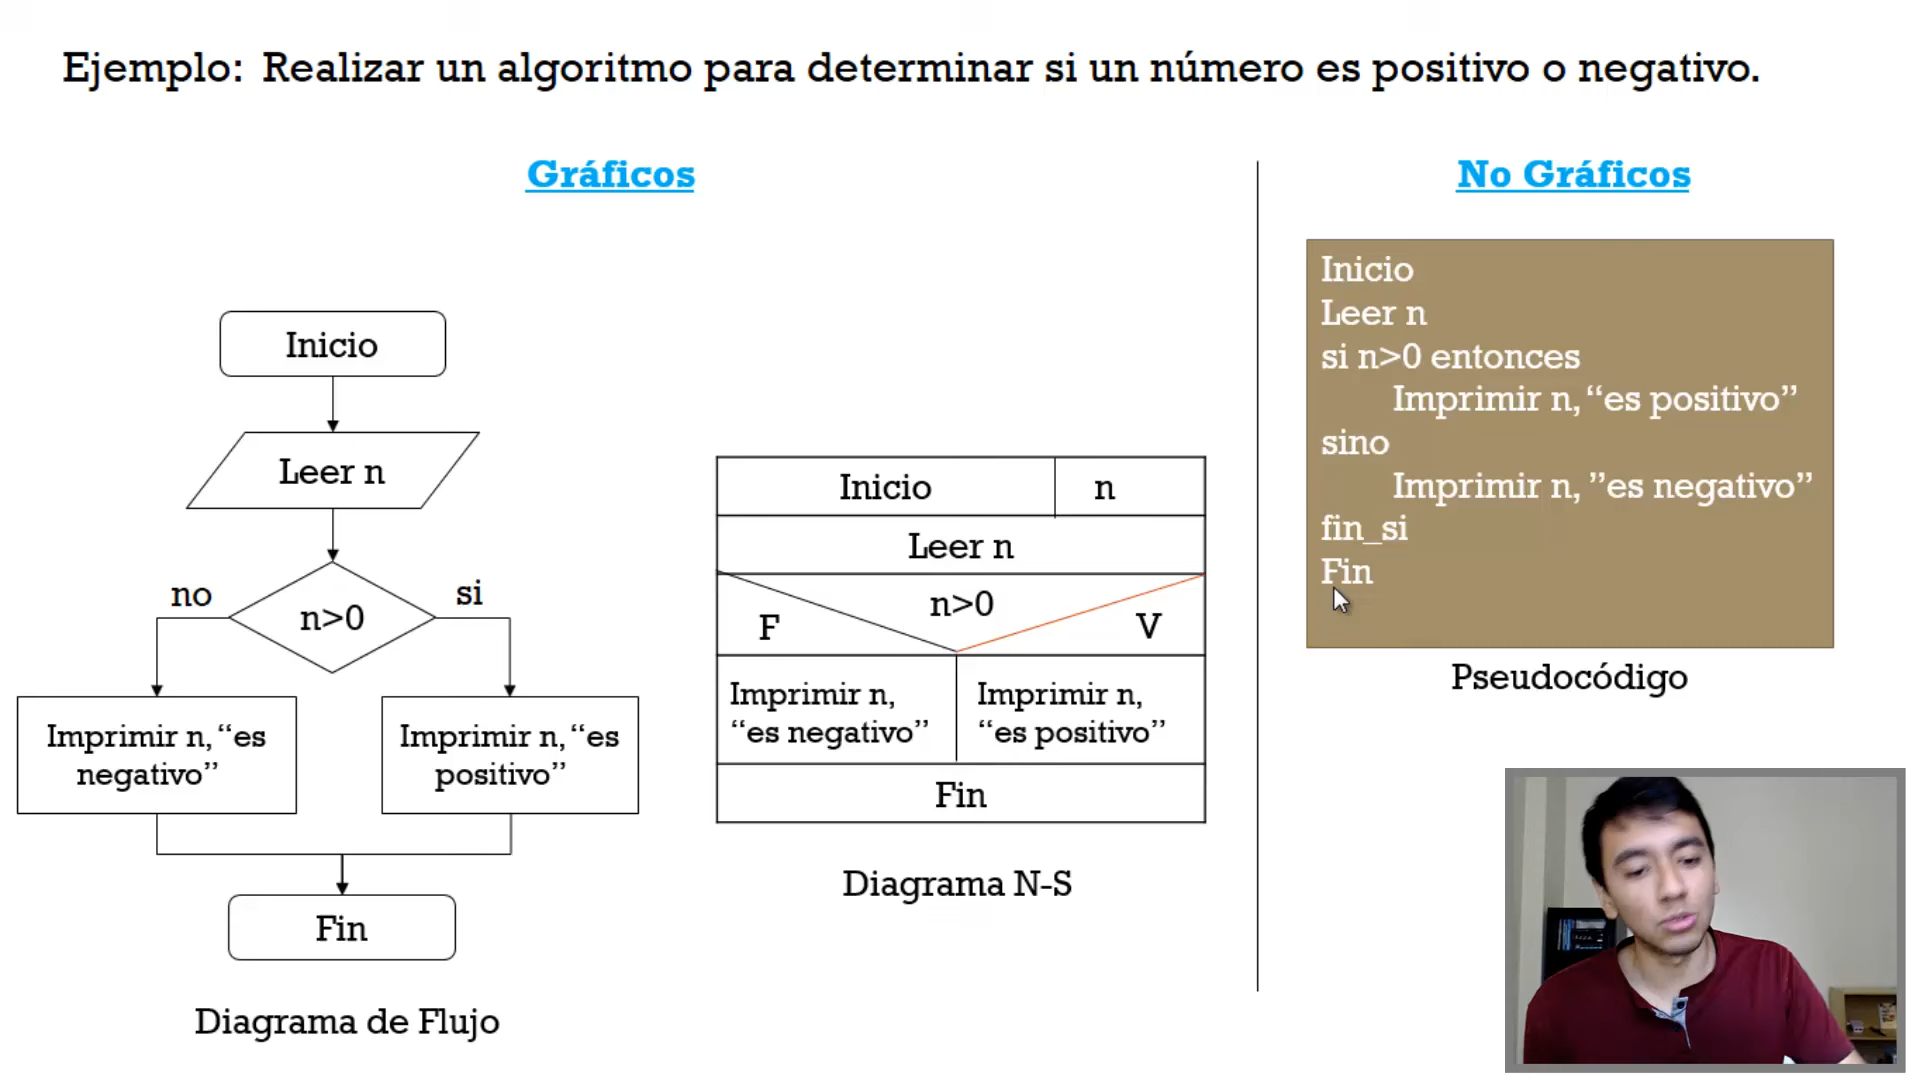 Ejemplo: Realizar un algoritmo para determinar si un número es positivo o negativo.
Gráficos
Inicio
Leer n
no
si
n>0
Imprimir n, “es
negativo”
Imprimir n, “es
positivo”
Fin
Diagrama de Flujo
Inicio
n
Leer n
n>0
F
V
Imprimir n,
“es negativo”
Imprimir n,
“es positivo”
Fin
Diagrama N-S
No Gráficos
Inicio
Leer n
si n>0 entonces
Imprimir n, “es positivo”
sino
Imprimir n, ”es negativo”
fin_si
Fin
Pseudocódigo